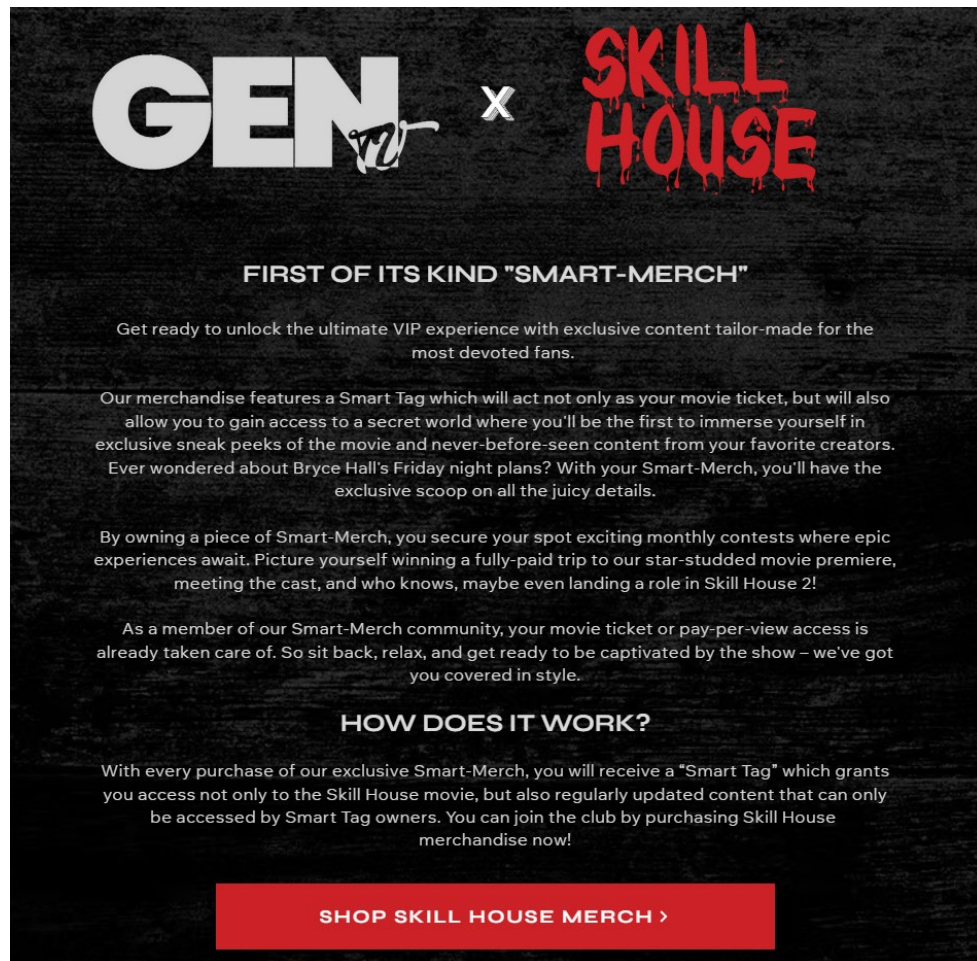 GEN TV X SKILL
HOUSE
FIRST OF ITS KIND "SMART-MERCH"
Get ready to unlock the ultimate VIP experience with exclusive content tailor-made for the
most devoted fans.
Our merchandise features a Smart Tag which will act not only as your movie ticket, but will also
allow you to gain access to a secret world where you'll be the first to immerse yourself in
exclusive sneak peeks of the movie and never-before-seen content from your favorite creators.
Ever wondered about Bryce Hall's Friday night plans? With your Smart-Merch, you'll have the
exclusive scoop on all the juicy details.
By owning a piece of Smart-Merch, you secure your spot exciting monthly contests where epic
experiences await. Picture yourself winning a fully-paid trip to our star-studded movie premiere,
meeting the cast, and who knows, maybe even landing a role in Skill House 2!
As a member of our Smart-Merch community, your movie ticket or pay-per-view access is
already taken care of. So sit back, relax, and get ready to be captivated by the show – we've got
you covered in style.
HOW DOES IT WORK?
With every purchase of our exclusive Smart-Merch, you will receive a “Smart Tag” which grants
you access not only to the Skill House movie, but also regularly updated content that can only
be accessed by Smart Tag owners. You can join the club by purchasing Skill House
merchandise now!
SHOP SKILL HOUSE MERCH >